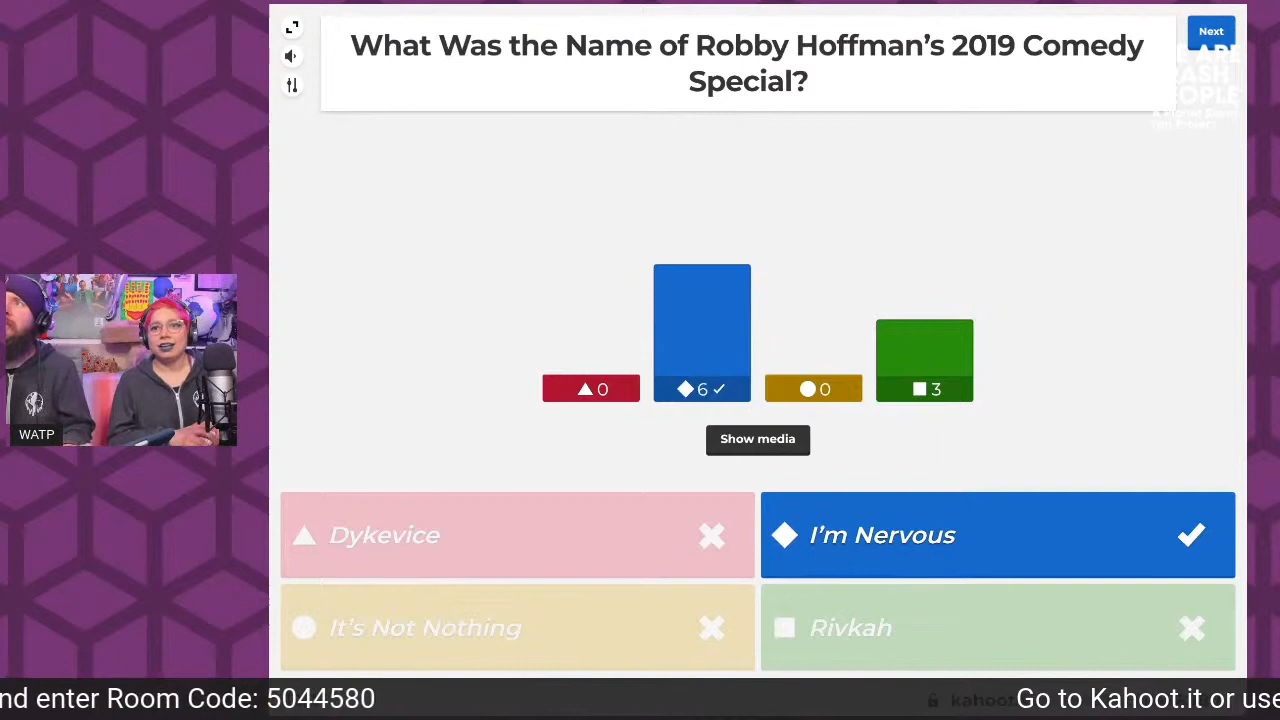 What Was the Name of Robby Hoffman’s 2019 Comedy
Special?
Next
0
6
0
3
Show media
Dykevice
I’m Nervous
It’s Not Nothing
Rivkah
WATP
nd enter Room Code: 5044580
kahoot
Go to Kahoot.it or use